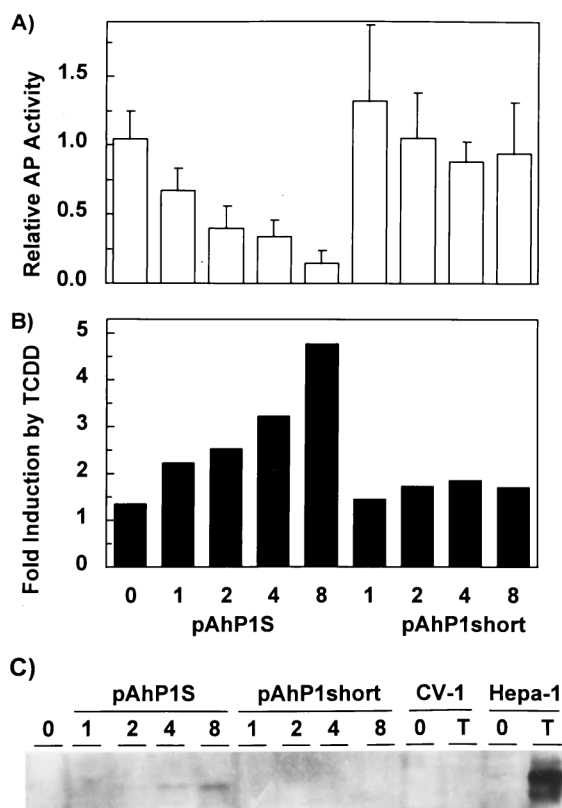 A)
Relative AP Activity
1.5
1.0
0.5
0.0
B)
Fold Induction by TCDD
5
4
3
2
1
0
0 1 2 4 8 1 2 4 8
pAhP1S pAhP1short
C)
pAhP1S pAhP1short CV-1 Hepa-1
0 1 2 4 8 1 2 4 8 0 T 0 T